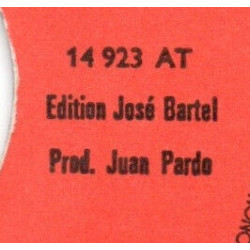 14 923 AT
Edition José Bartel
Prod. Juan Pardo